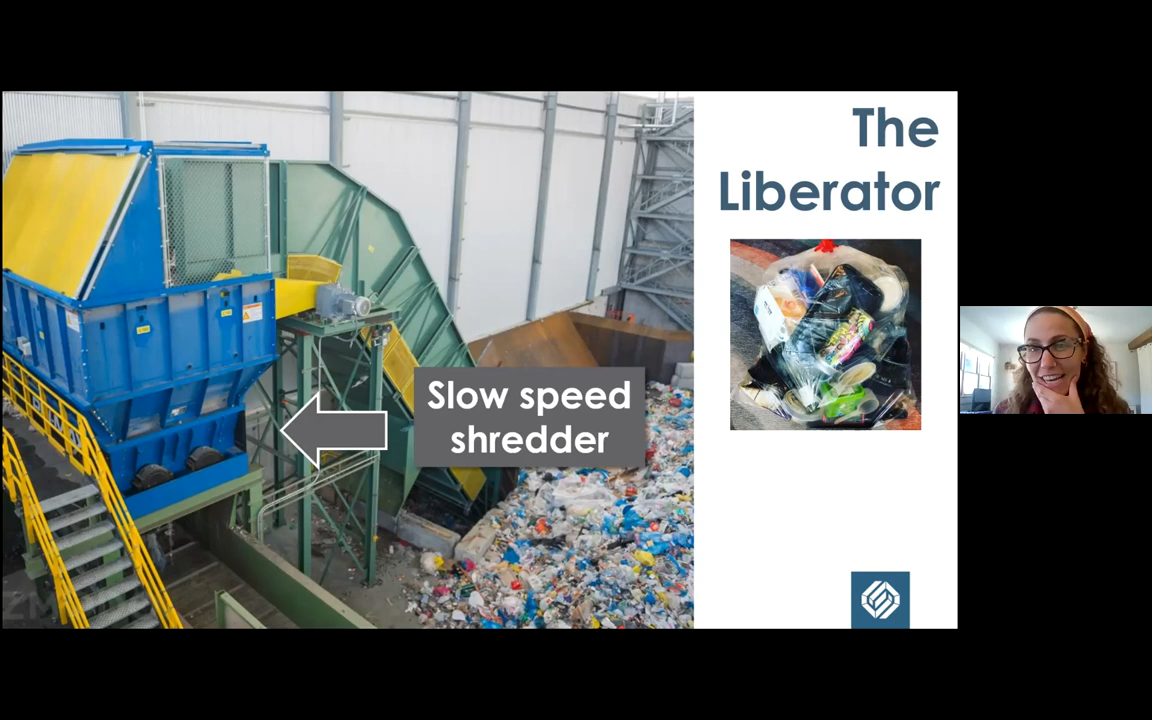 The
Liberator
Slow speed
shredder